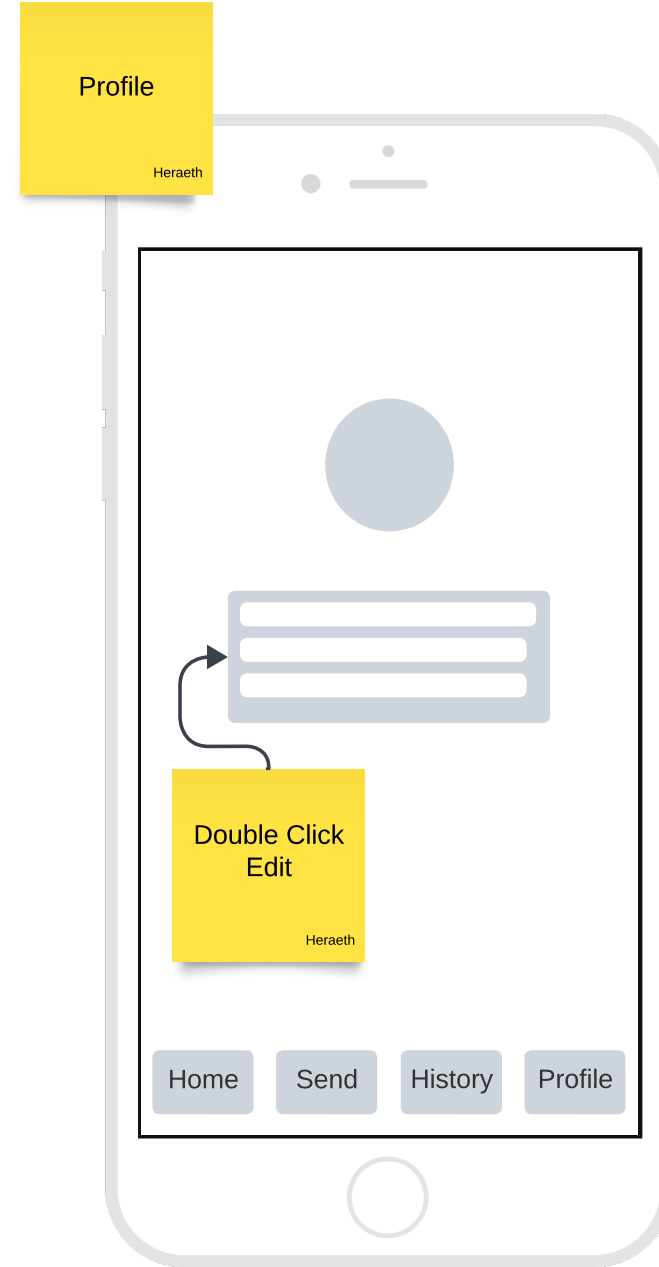 Profile
Heraeth
Double Click
Edit
Heraeth
Home
Send
History
Profile